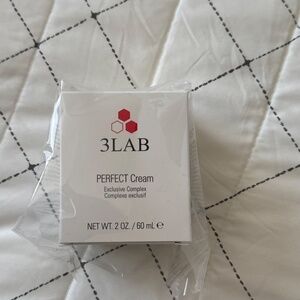 3LAB
PERFECT Cream
Exclusive Complex
Complexe exclusif
NET WT. 2 OZ. / 60 mL ℮